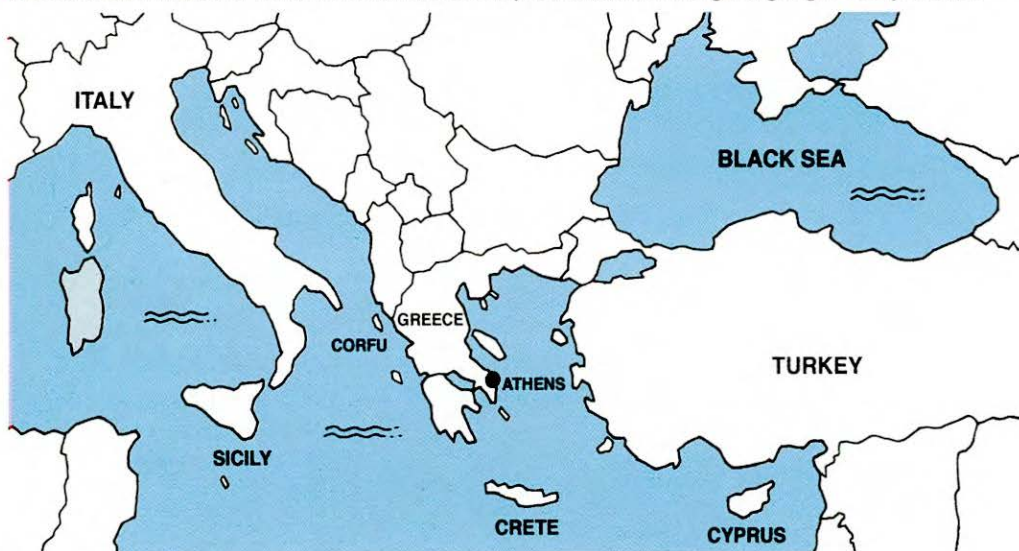 ITALY
BLACK SEA
GREECE
CORFU
TURKEY
ATHENS
SICILY
CRETE
CYPRUS